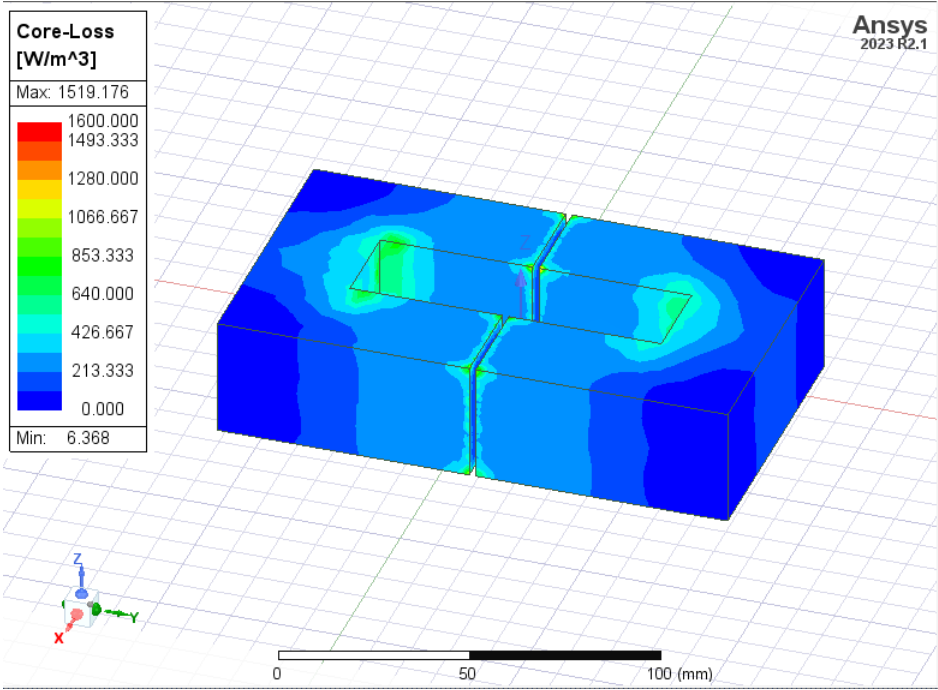 Core-Loss
[W/m^3]
Max: 1519.176
1600.000
1493.333
1280.000
1066.667
853.333
640.000
426.667
213.333
0.000
Min: 6.368
Ansys
2023 R2.1
Z
Z
Y
X
0 50 100 (mm)